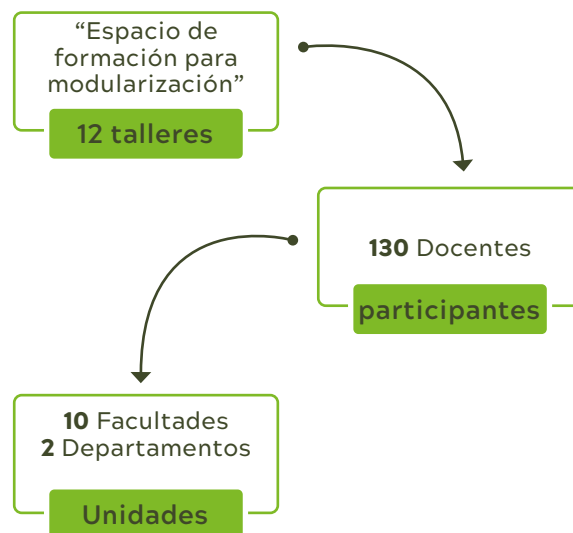 “Espacio de
formación para
modularización”
12 talleres
130 Docentes
participantes
10 Facultades
2 Departamentos
Unidades